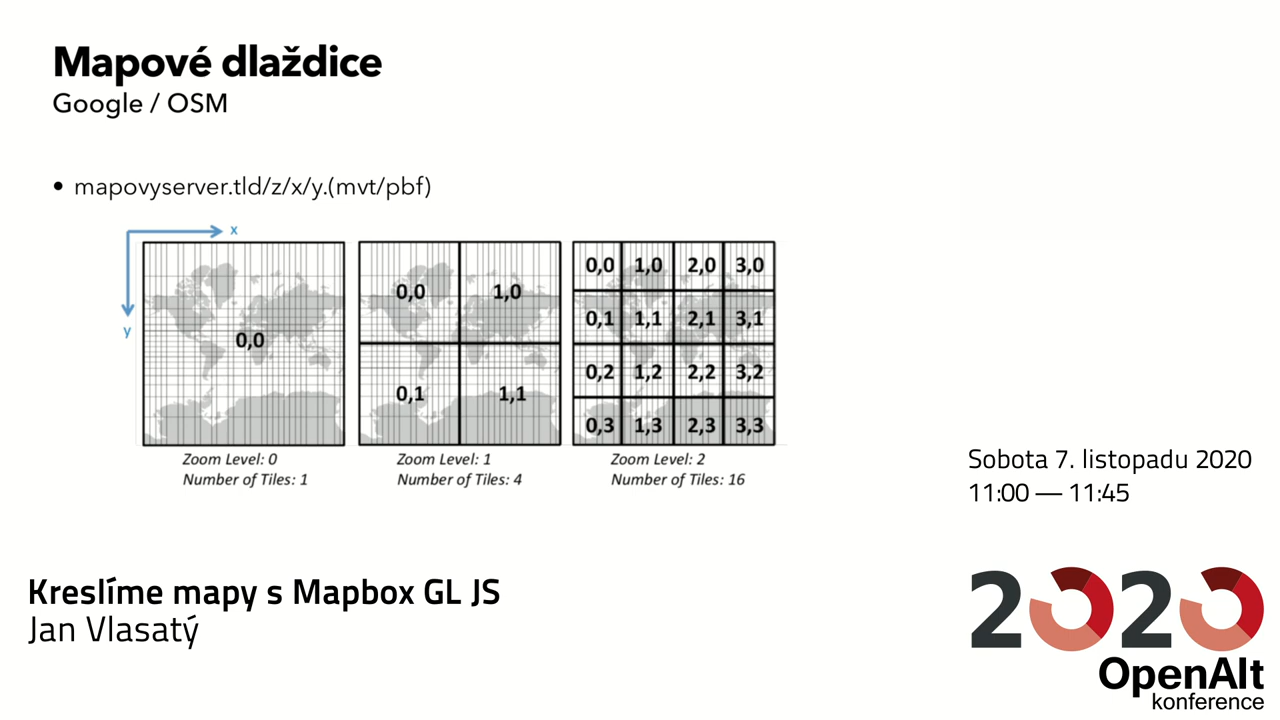 Mapové dlaždice
Google / OSM
• mapovyserver.tld/z/x/y.(mvt/pbf)
x
y
0,0
Zoom Level: 0
Number of Tiles: 1
0,0 1,0
0,1 1,1
Zoom Level: 1
Number of Tiles: 4
0,0 1,0 2,0 3,0
0,1 1,1 2,1 3,1
0,2 1,2 2,2 3,2
0,3 1,3 2,3 3,3
Zoom Level: 2
Number of Tiles: 16
Sobota 7. listopadu 2020
11:00 — 11:45
Kreslíme mapy s Mapbox GL JS
Jan Vlasatý
2020
OpenAlt
konference